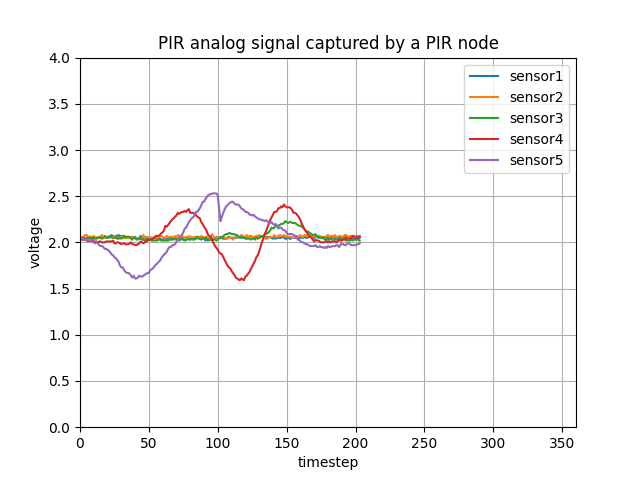 PIR analog signal captured by a PIR node
4.0
3.5
3.0
2.5
2.0
1.5
1.0
0.5
0.0
voltage
sensor1
sensor2
sensor3
sensor4
sensor5
0 50 100 150 200 250 300 350
timestep